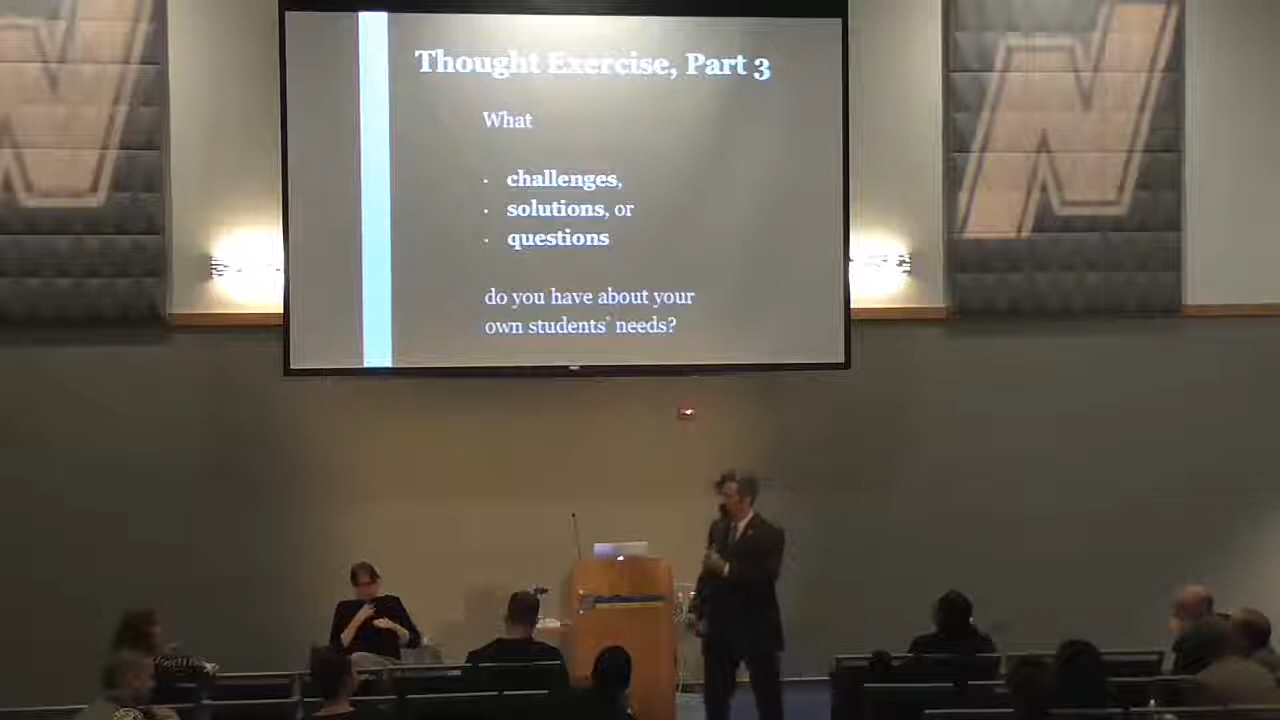 Thought Exercise, Part 3
What
· challenges,
· solutions, or
· questions
do you have about your
own students' needs?
N
N